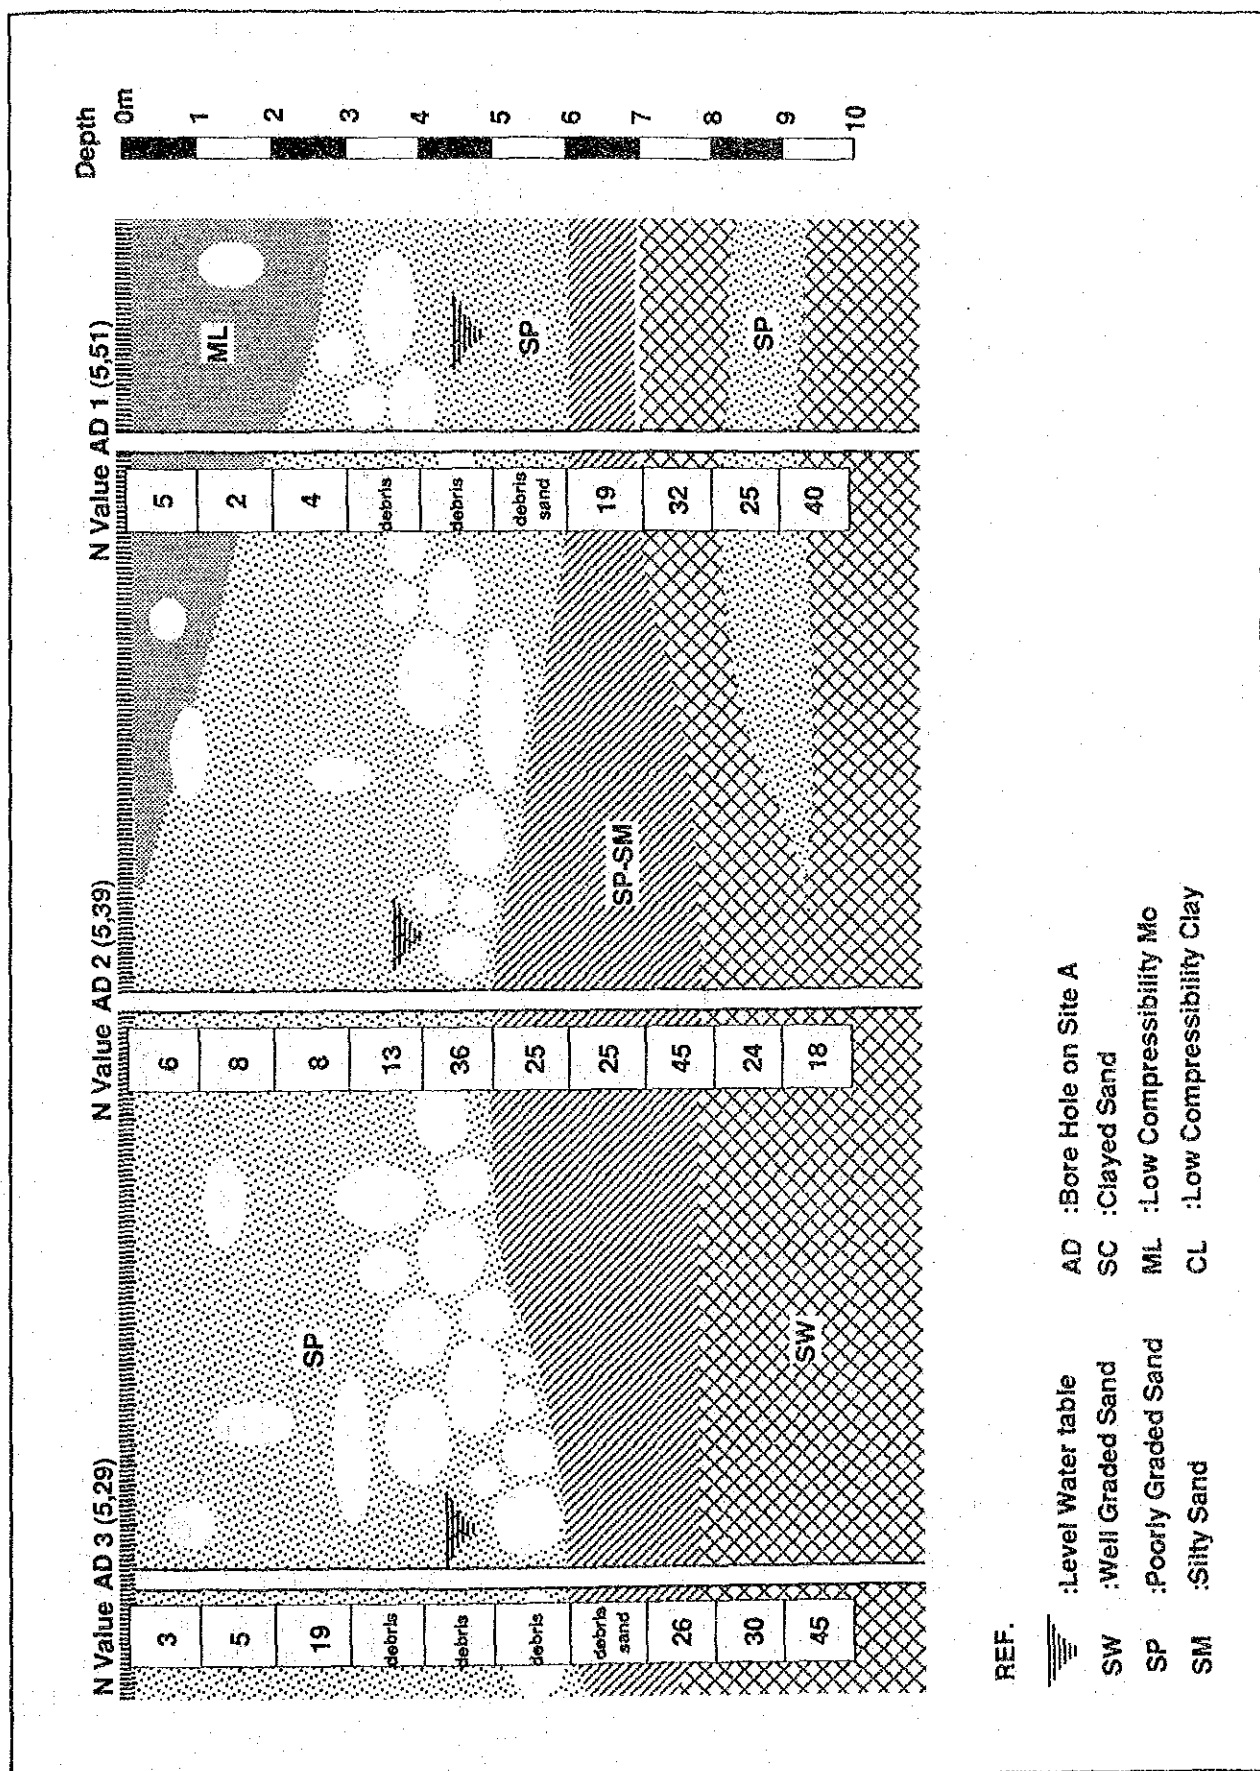 N Value AD 3 (5,29)
N Value AD 2 (5,39)
N Value AD 1 (5,51)
Depth
3
5
19
debris
debris
debris
debris
sand
26
30
45
6
8
8
13
36
25
25
45
24
18
5
2
4
debris
debris
debris
sand
19
32
25
40
0m
1
2
3
4
5
6
7
8
9
10
ML
SP
SP
SP-SM
SP
SW
REF.
:Level Water table
AD :Bore Hole on Site A
SW :Well Graded Sand
SC :Clayed Sand
SP :Poorly Graded Sand
ML :Low Compressibility Mo
SM :Silty Sand
CL :Low Compressibility Clay